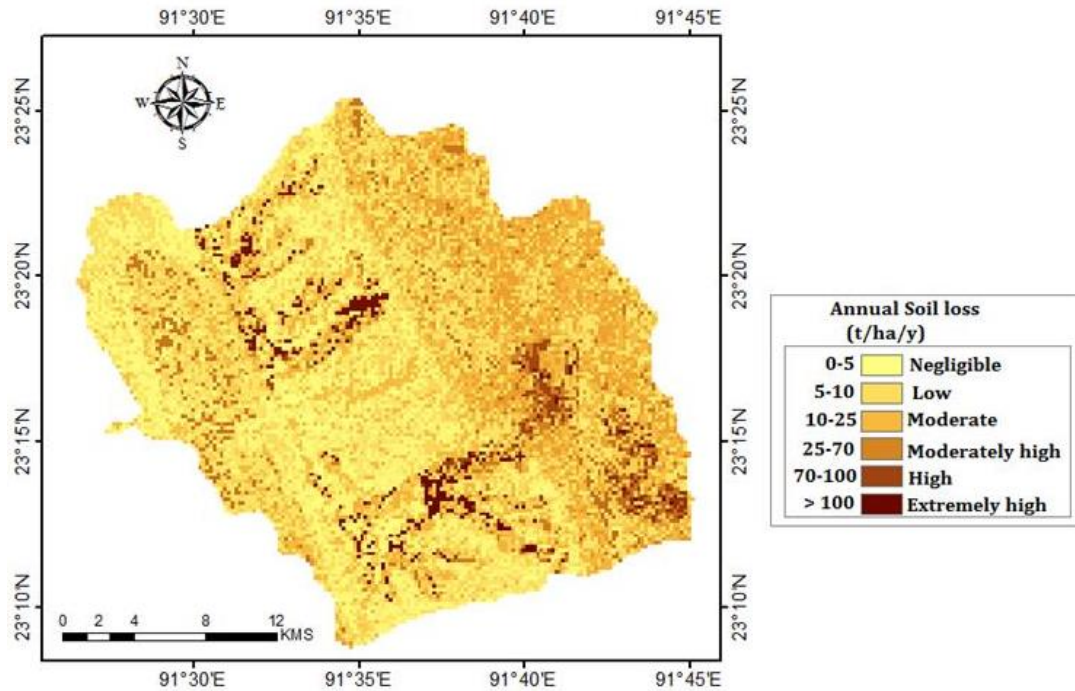 91°30'E 91°35'E 91°40'E 91°45'E
N
W E
S
23°25'N 23°25'N
23°20'N 23°20'N
23°15'N 23°15'N
23°10'N 23°10'N
Annual Soil loss
(t/ha/y)
0-5 Negligible
5-10 Low
10-25 Moderate
25-70 Moderately high
70-100 High
> 100 Extremely high
0 2 4 8 12
KMS
91°30'E 91°35'E 91°40'E 91°45'E